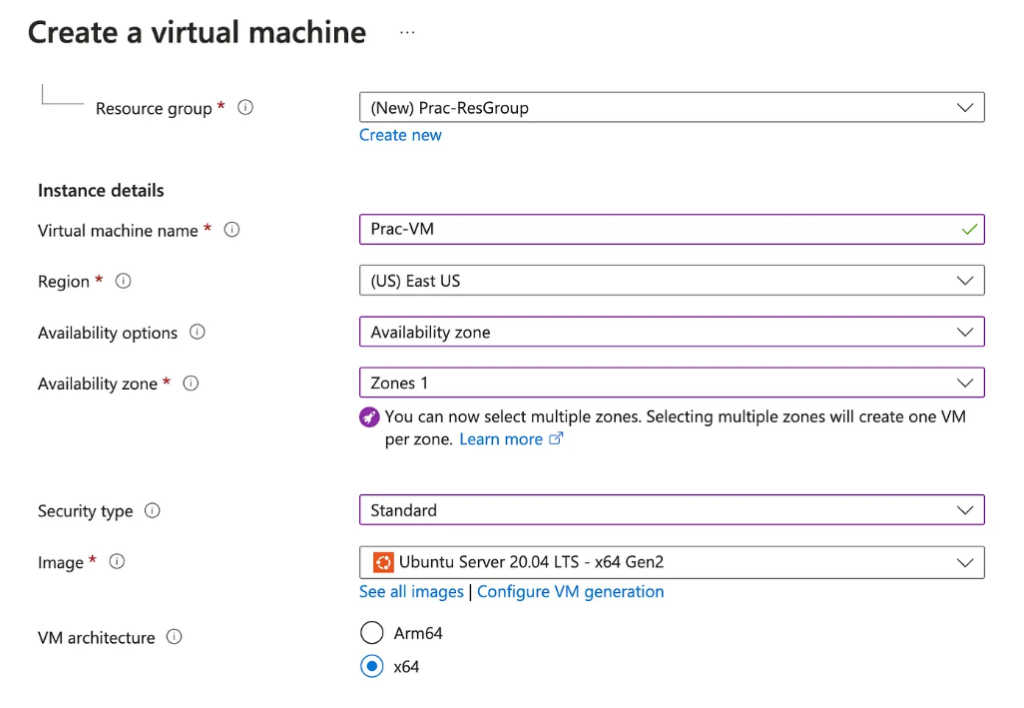 Create a virtual machine ...
Resource group *
(New) Prac-ResGroup
Create new
Instance details
Virtual machine name *
Prac-VM
Region *
(US) East US
Availability options
Availability zone
Availability zone *
Zones 1
You can now select multiple zones. Selecting multiple zones will create one VM
per zone. Learn more
Security type
Standard
Image *
Ubuntu Server 20.04 LTS - x64 Gen2
See all images | Configure VM generation
VM architecture
Arm64
x64